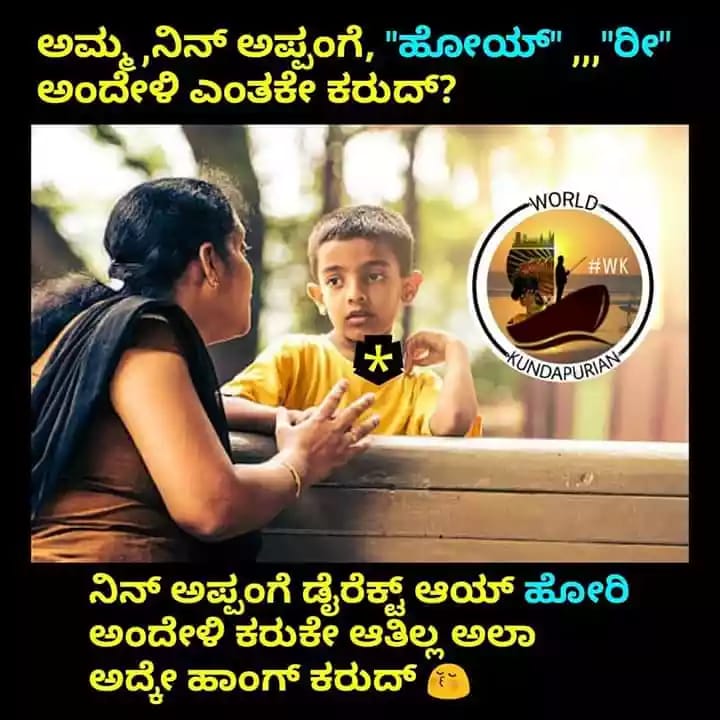 ಅಮ್ಮ ,ನಿನ್ ಅಪ್ಪಂಗೆ, "ಹೋಯ್" ,,,"ರೀ"
ಅಂದೇಳಿ ಎಂತಕೇ ಕರುದ್?
WORLD
#WK
KUNDAPURIAN
*
ನಿನ್ ಅಪ್ಪಂಗೆ ಡೈರೆಕ್ಟ್ ಆಯ್ ಹೋರಿ
ಅಂದೇಳಿ ಕರುಕೇ ಆತಿಲ್ಲ ಅಲಾ
ಅದ್ಕೇ ಹಾಂಗ್ ಕರುದ್ 😚